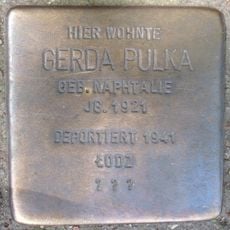 HIER WOHNTE
GERDA PULKA
GEB. NAPHTALIE
JG. 1921
DEPORTIERT 1941
ŁODZ
? ? ?